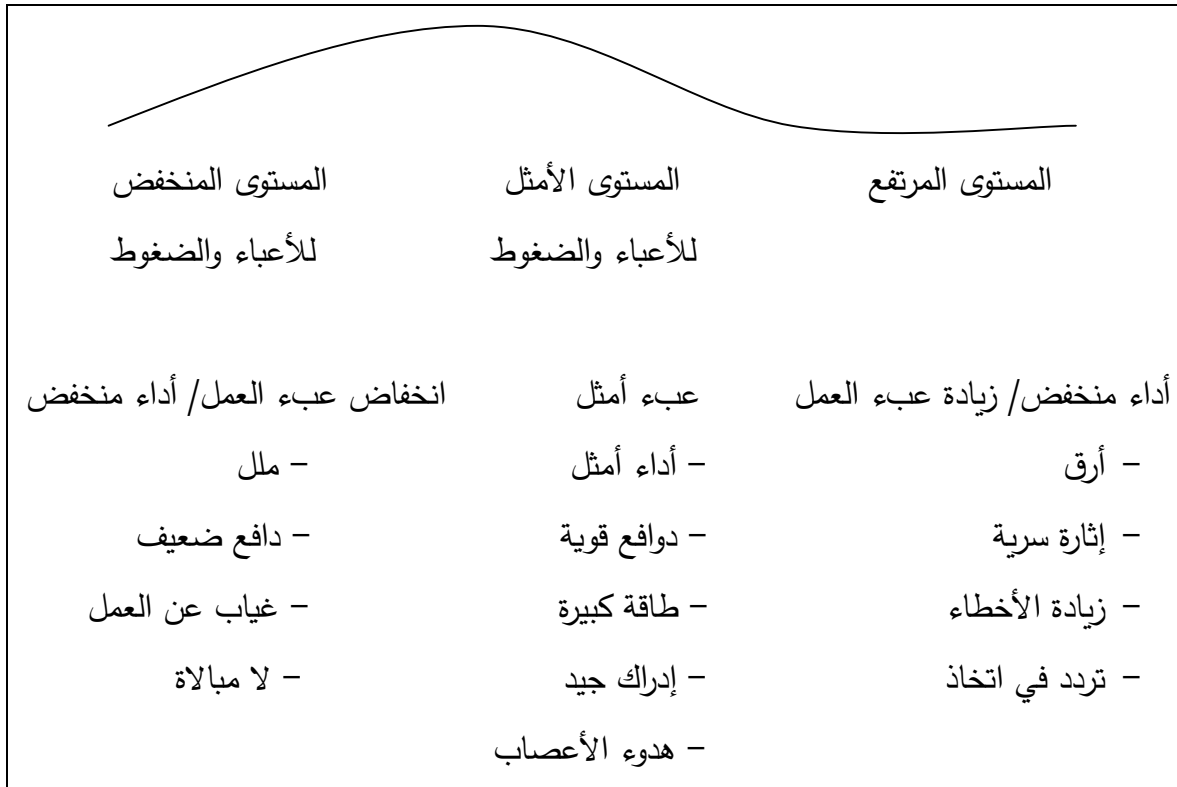 المستوى المرتفع المستوى الأمثل المستوى المنخفض
للأعباء والضغوط للأعباء والضغوط
أداء منخفض/ زيادة عبء العمل عبء أمثل انخفاض عبء العمل/ أداء منخفض
- أرق - أداء أمثل - ملل
- إثارة سرية - دوافع قوية - دافع ضعيف
- زيادة الأخطاء - طاقة كبيرة - غياب عن العمل
- تردد في اتخاذ - إدراك جيد - لا مبالاة
- هدوء الأعصاب